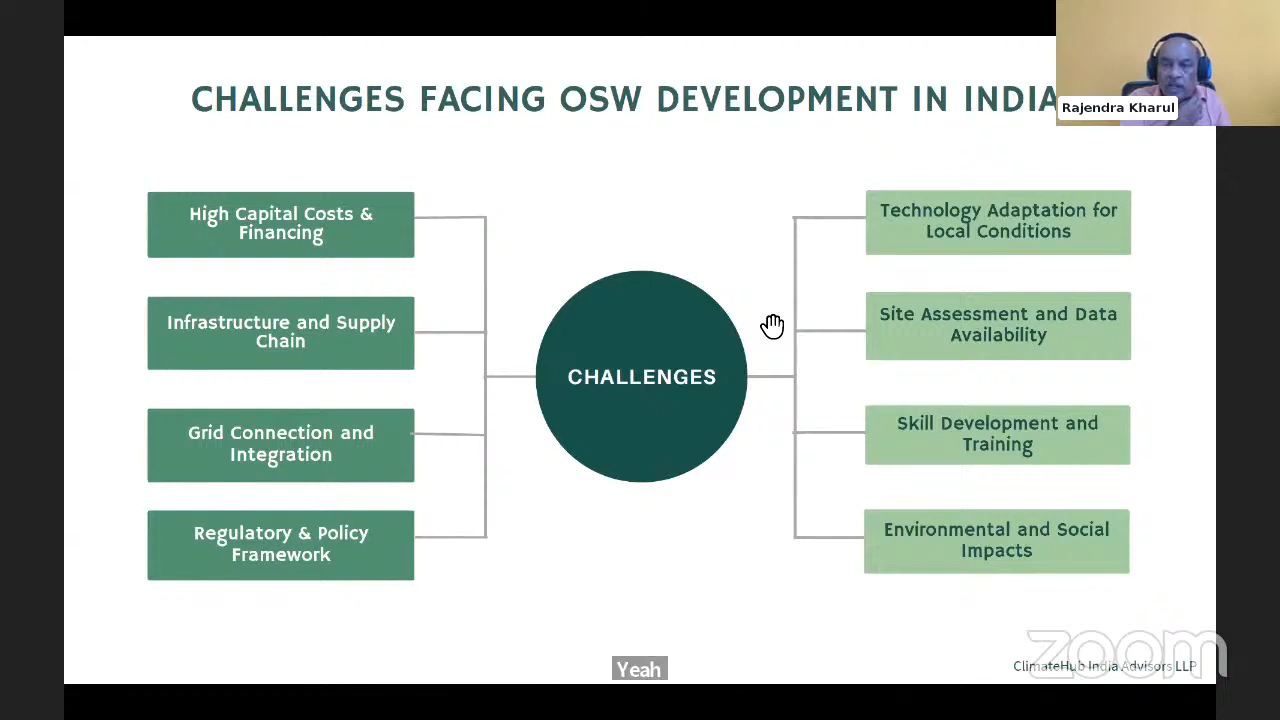 CHALLENGES FACING OSW DEVELOPMENT IN INDIA
Rajendra Kharul
High Capital Costs &
Financing
Infrastructure and Supply
Chain
Grid Connection and
Integration
Regulatory & Policy
Framework
CHALLENGES
Technology Adaptation for
Local Conditions
Site Assessment and Data
Availability
Skill Development and
Training
Environmental and Social
Impacts
Yeah
zoom
ClimateHub India Advisors LLP